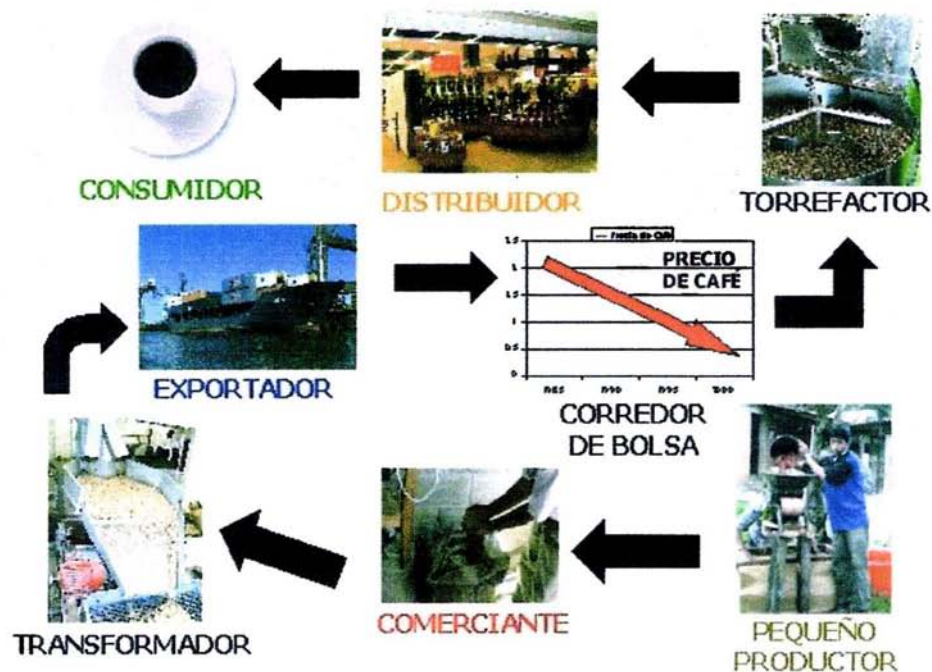 CONSUMIDOR
DISTRIBUIDOR
TORREFACTOR
PRECIO
DE CAFÉ
EXPORTADOR
CORREDOR
DE BOLSA
TRANSFORMADOR
COMERCIANTE
PEQUEÑO
PRODUCTOR